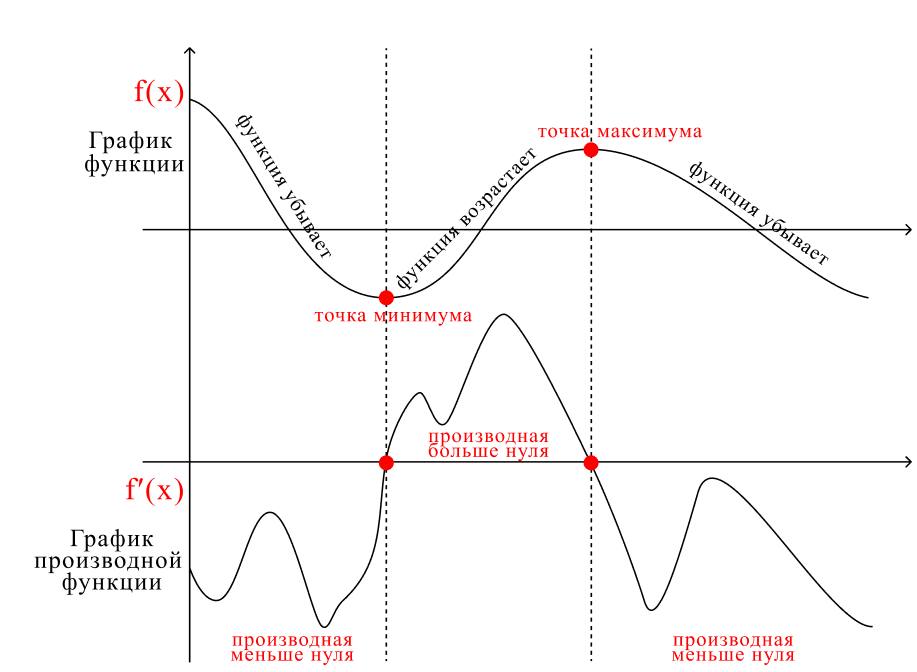 f(x)
График
функции
функция убывает
функция возрастает
точка максимума
функция убывает
точка минимума
производная
больше нуля
f′(x)
График
производной
функции
производная
меньше нуля
производная
меньше нуля